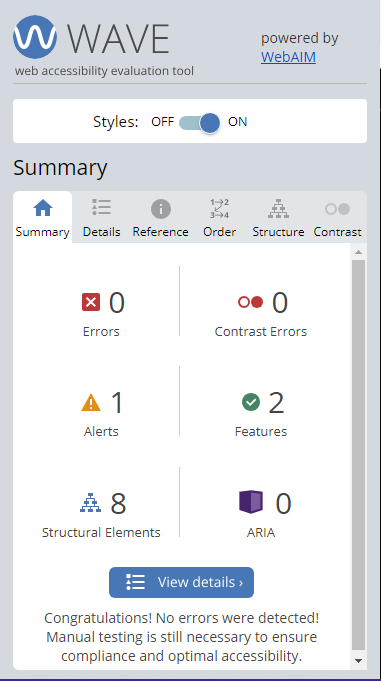 WAVE
web accessibility evaluation tool
powered by
WebAIM
Styles: OFF ON
Summary
Summary Details Reference Order Structure Contrast
0 0
Errors Contrast Errors
1 2
Alerts Features
8 0
Structural Elements ARIA
View details ›
Congratulations! No errors were detected!
Manual testing is still necessary to ensure
compliance and optimal accessibility.